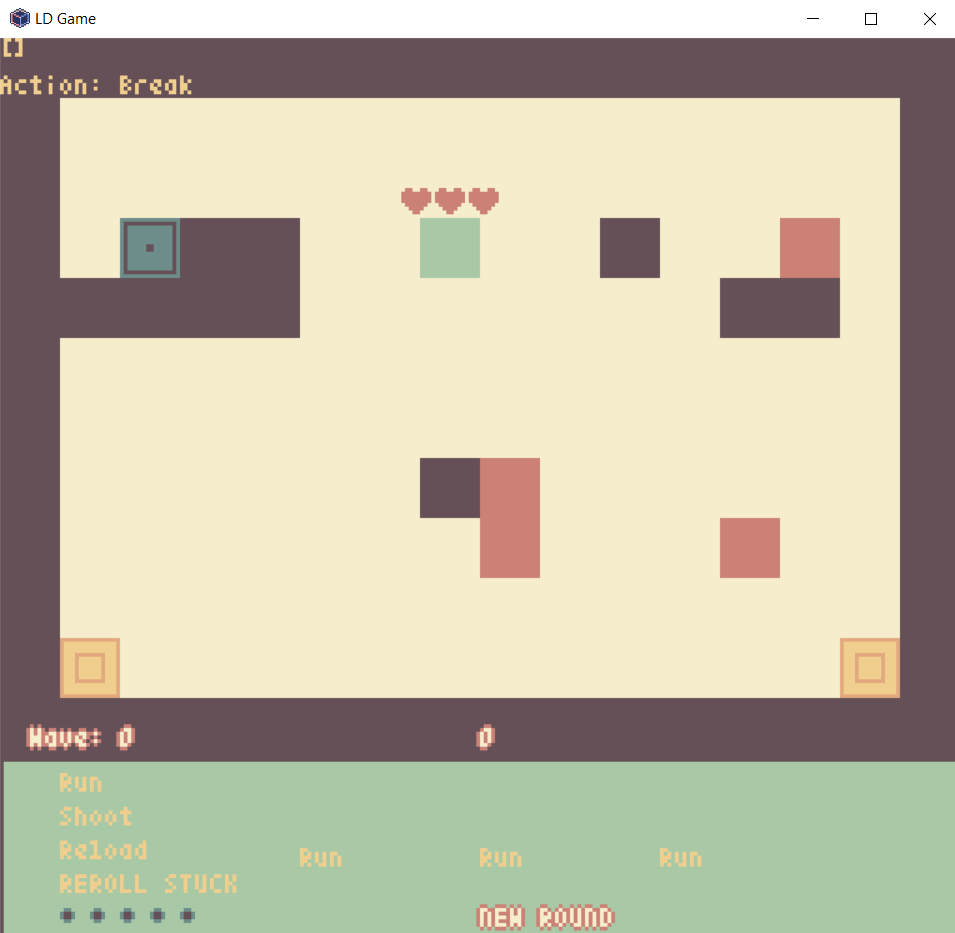 LD Game
[]
Action: Break
Wave: 0
0
Run
Shoot
Reload
Run Run Run
REROLL STUCK
NEW ROUND